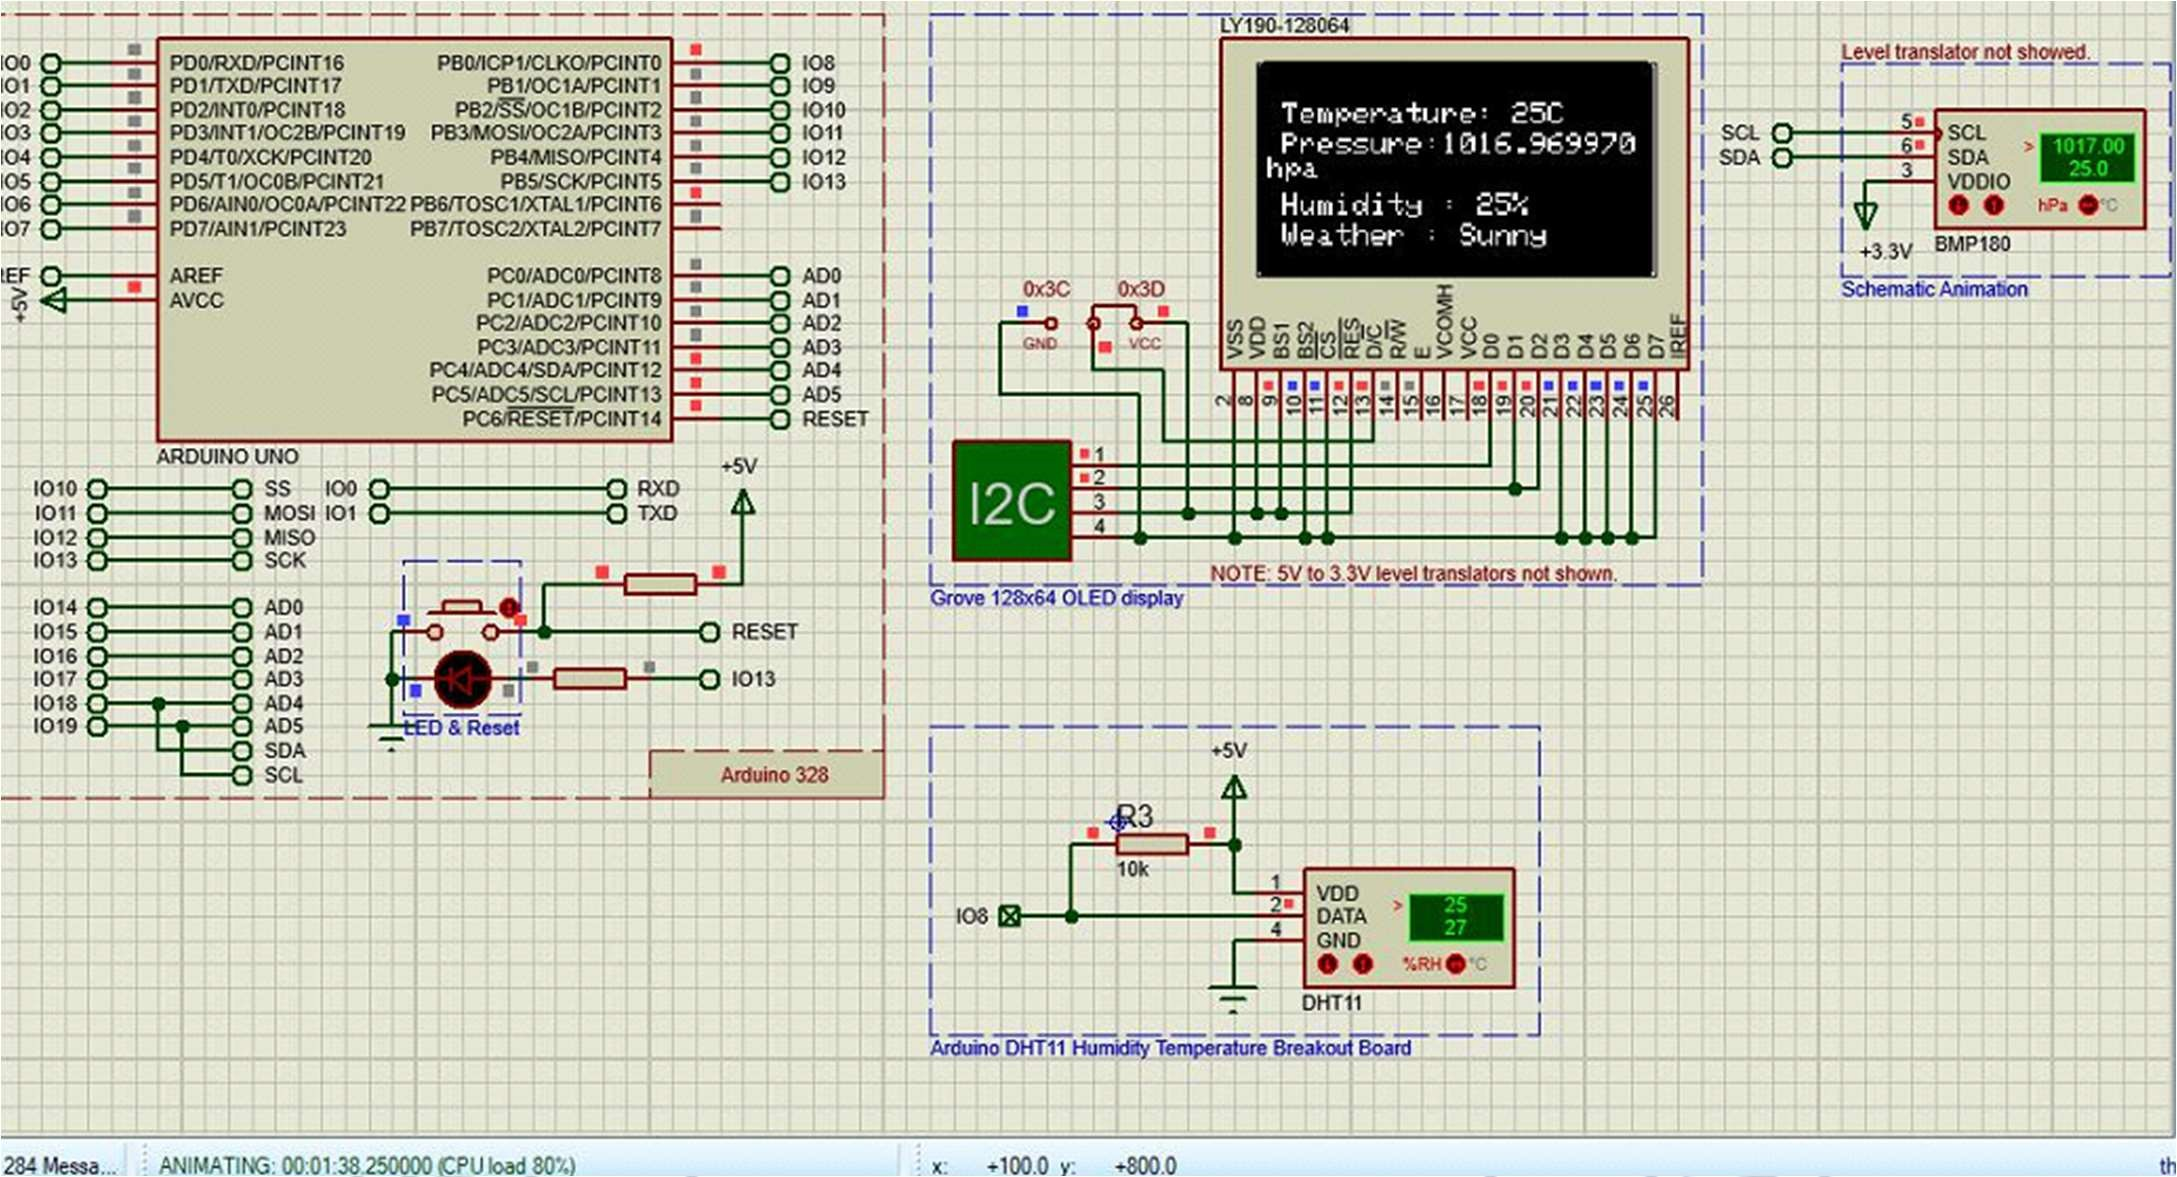 IO0 PD0/RXD/PCINT16 PB0/ICP1/CLKO/PCINT0 IO8
IO1 PD1/TXD/PCINT17 PB1/OC1A/PCINT1 IO9
IO2 PD2/INT0/PCINT18 PB2/SS/OC1B/PCINT2 IO10
IO3 PD3/INT1/OC2B/PCINT19 PB3/MOSI/OC2A/PCINT3 IO11
IO4 PD4/T0/XCK/PCINT20 PB4/MISO/PCINT4 IO12
IO5 PD5/T1/OC0B/PCINT21 PB5/SCK/PCINT5 IO13
IO6 PD6/AIN0/OC0A/PCINT22 PB6/TOSC1/XTAL1/PCINT6
IO7 PD7/AIN1/PCINT23 PB7/TOSC2/XTAL2/PCINT7
REF AREF PC0/ADC0/PCINT8 AD0
+5V AVCC PC1/ADC1/PCINT9 AD1
PC2/ADC2/PCINT10 AD2
PC3/ADC3/PCINT11 AD3
PC4/ADC4/SDA/PCINT12 AD4
PC5/ADC5/SCL/PCINT13 AD5
PC6/RESET/PCINT14 RESET
ARDUINO UNO
IO10 SS IO0 RXD
IO11 MOSI IO1 TXD
IO12 MISO
IO13 SCK
IO14 AD0
IO15 AD1
IO16 AD2
IO17 AD3
IO18 AD4
IO19 AD5
SDA
SCL
+5V
RESET
IO13
LED & Reset
Arduino 328
LY190-128064
Temperature: 25C
Pressure:1016.969970
hpa
Humidity : 25%
Weather : Sunny
0x3C 0x3D
GND VCC
VSS VDD BS1 BS2 CS RES D/C R/W E VCOMH VCC D0 D1 D2 D3 D4 D5 D6 D7 IREF
2 8 9 10 11 12 13 14 15 16 17 18 19 20 21 22 23 24 25 26
I2C
1
2
3
4
NOTE: 5V to 3.3V level translators not shown.
Grove 128x64 OLED display
Level translator not showed.
SCL 5 SCL > 1017.00
SDA 6 SDA 25.0
3 VDDIO
hPa °C
+3.3V BMP180
Schematic Animation
+5V
R3
10k
1 VDD
IO8 2 DATA > 25
27
4 GND
%RH °C
DHT11
Arduino DHT11 Humidity Temperature Breakout Board
284 Messa... ANIMATING: 00:01:38.250000 (CPU load 80%) x: +100.0 y: +800.0 th